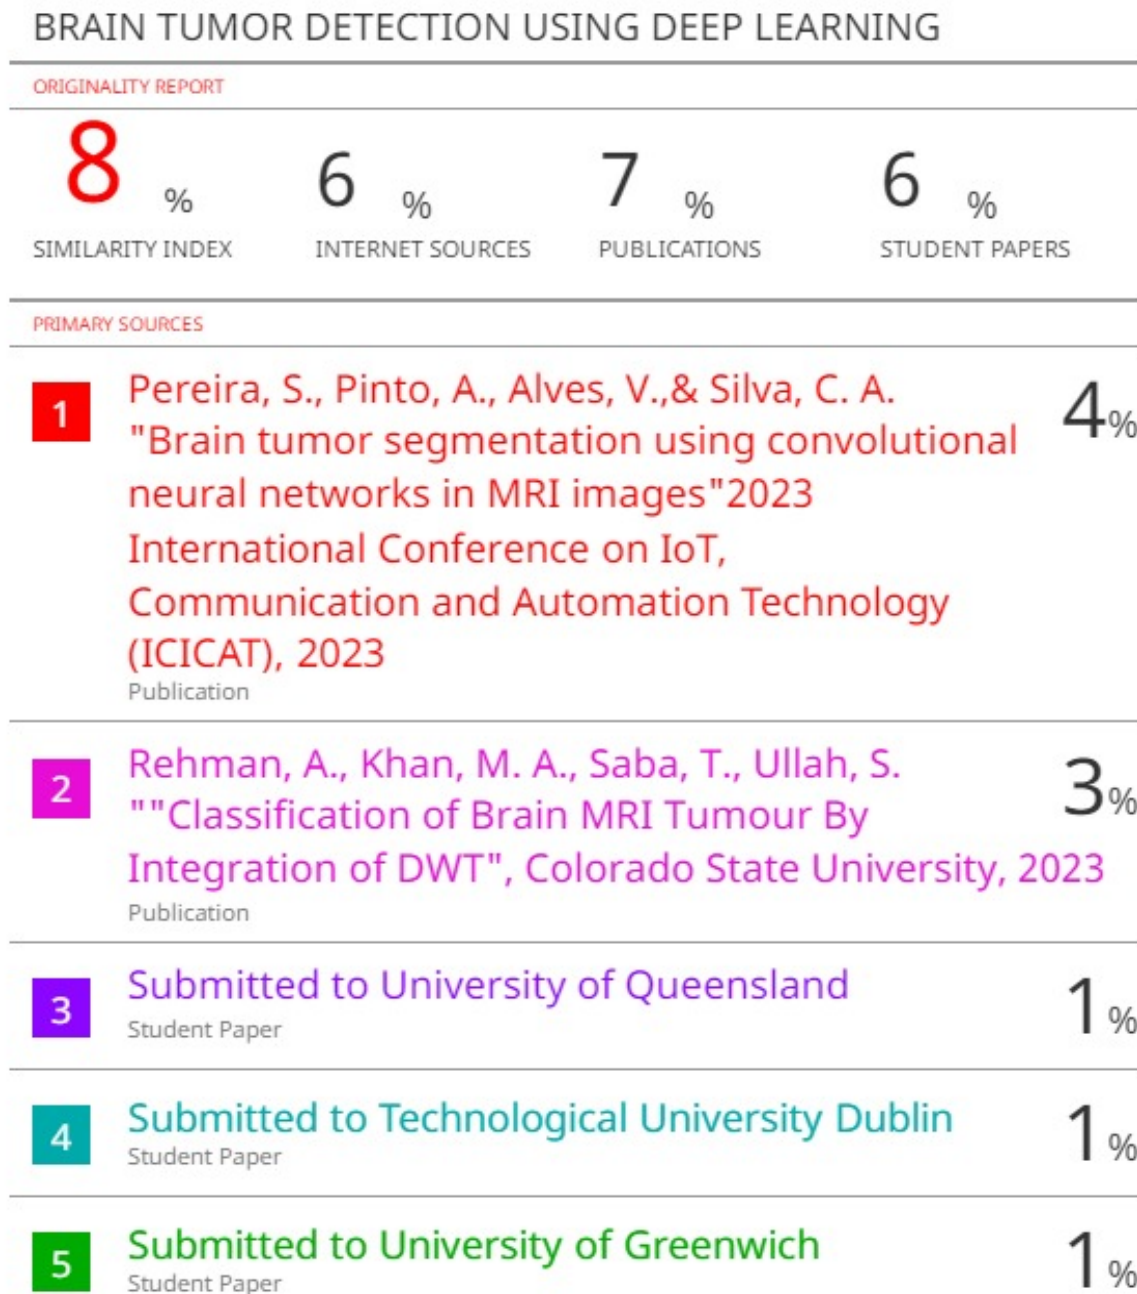 BRAIN TUMOR DETECTION USING DEEP LEARNING
ORIGINALITY REPORT
8 %
6 %
7 %
6 %
SIMILARITY INDEX
INTERNET SOURCES
PUBLICATIONS
STUDENT PAPERS
PRIMARY SOURCES
1
Pereira, S., Pinto, A., Alves, V.,& Silva, C. A.
"Brain tumor segmentation using convolutional
neural networks in MRI images"2023
International Conference on IoT,
Communication and Automation Technology
(ICICAT), 2023
Publication
4%
2
Rehman, A., Khan, M. A., Saba, T., Ullah, S.
""Classification of Brain MRI Tumour By
Integration of DWT", Colorado State University, 2023
Publication
3%
3
Submitted to University of Queensland
Student Paper
1%
4
Submitted to Technological University Dublin
Student Paper
1%
5
Submitted to University of Greenwich
Student Paper
1%